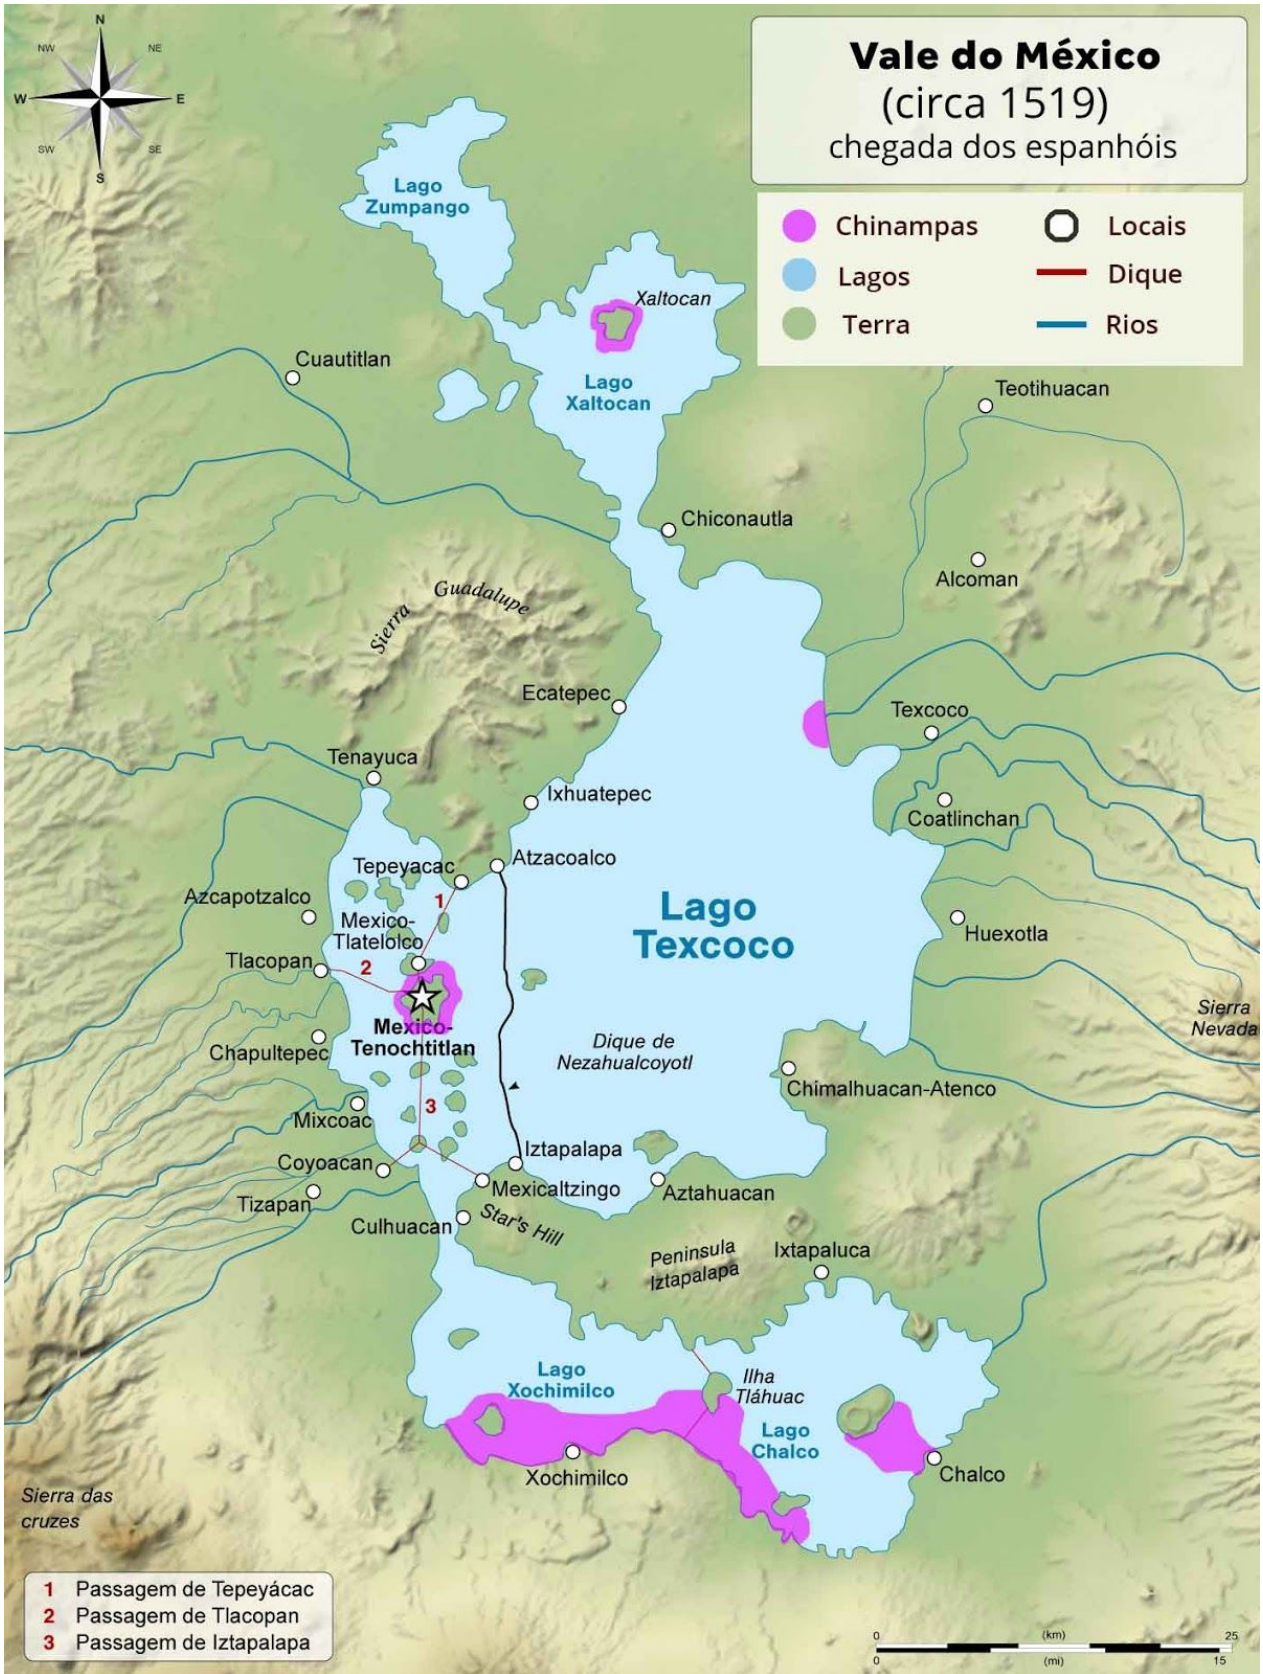 N
NW
NE
W
E
SW
SE
S
Vale do México
(circa 1519)
chegada dos espanhóis
Chinampas
Locais
Lagos
Dique
Terra
Rios
Lago
Zumpango
Xaltocan
Lago
Xaltocan
Cuautitlan
Teotihuacan
Chiconautla
Alcoman
Sierra Guadalupe
Ecatepec
Texcoco
Tenayuca
Ixhuatepec
Coatlinchan
Atzacoalco
Tepeyacac
1
Azcapotzalco
Mexico-
Tlatelolco
Lago
Texcoco
Huexotla
Tlacopan
2
Sierra
Nevada
Mexico-
Tenochtitlan
Chapultepec
Dique de
Nezahualcoyotl
Chimalhuacan-Atenco
Mixcoac
3
Iztapalapa
Coyoacan
Mexicaltzingo
Aztahuacan
Tizapan
Culhuacan
Star's Hill
Peninsula
Iztapalapa
Ixtapaluca
Lago
Xochimilco
Ilha
Tláhuac
Lago
Chalco
Xochimilco
Chalco
Sierra das
cruzes
1 Passagem de Tepeyácac
2 Passagem de Tlacopan
3 Passagem de Iztapalapa
0 (km) 25
0 (mi) 15